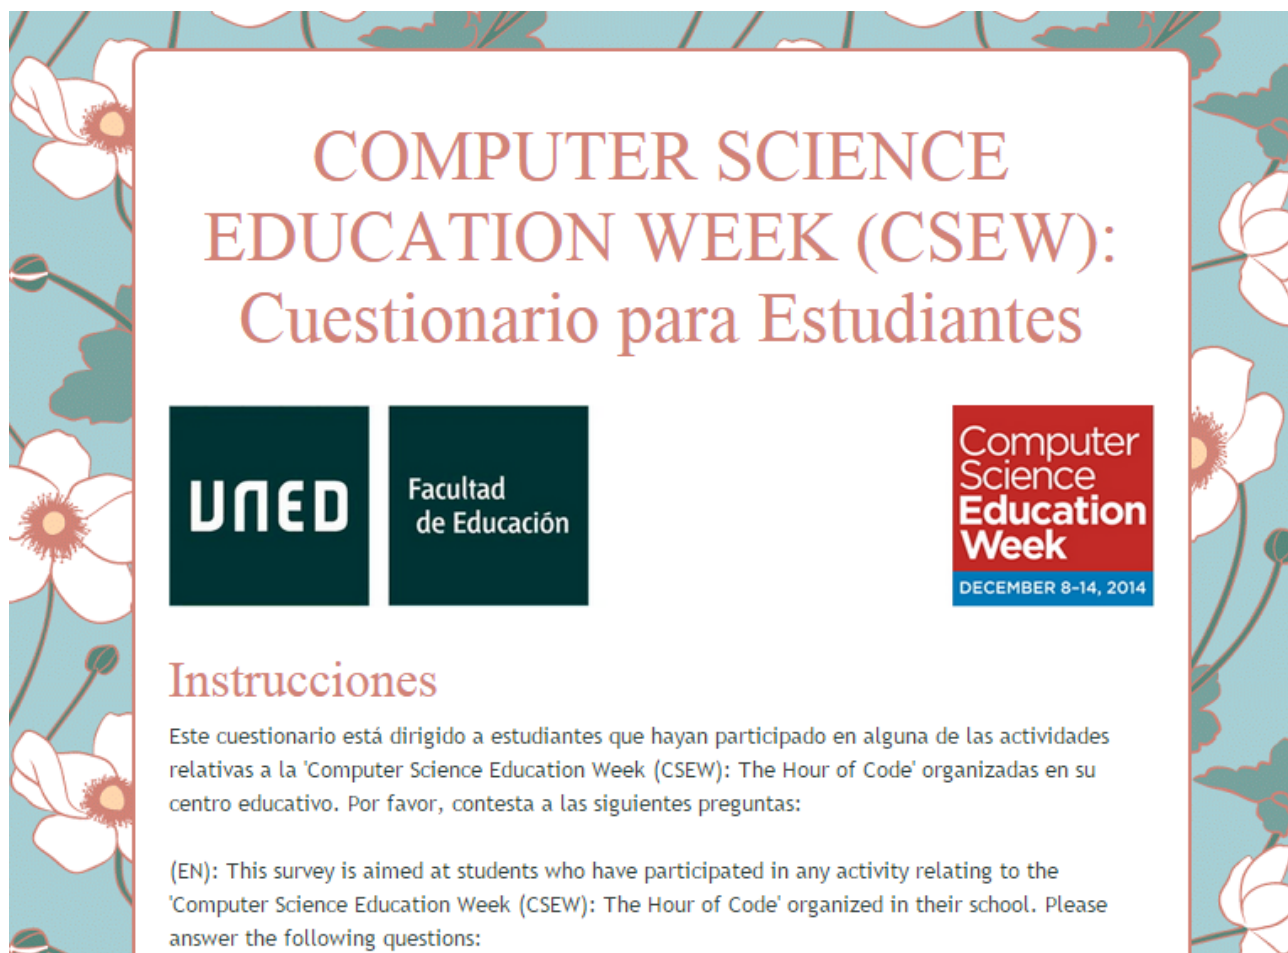 COMPUTER SCIENCE
EDUCATION WEEK (CSEW):
Cuestionario para Estudiantes
UNED
Facultad
de Educación
Computer
Science
Education
Week
DECEMBER 8-14, 2014
Instrucciones
Este cuestionario está dirigido a estudiantes que hayan participado en alguna de las actividades
relativas a la 'Computer Science Education Week (CSEW): The Hour of Code' organizadas en su
centro educativo. Por favor, contesta a las siguientes preguntas:
(EN): This survey is aimed at students who have participated in any activity relating to the
'Computer Science Education Week (CSEW): The Hour of Code' organized in their school. Please
answer the following questions: